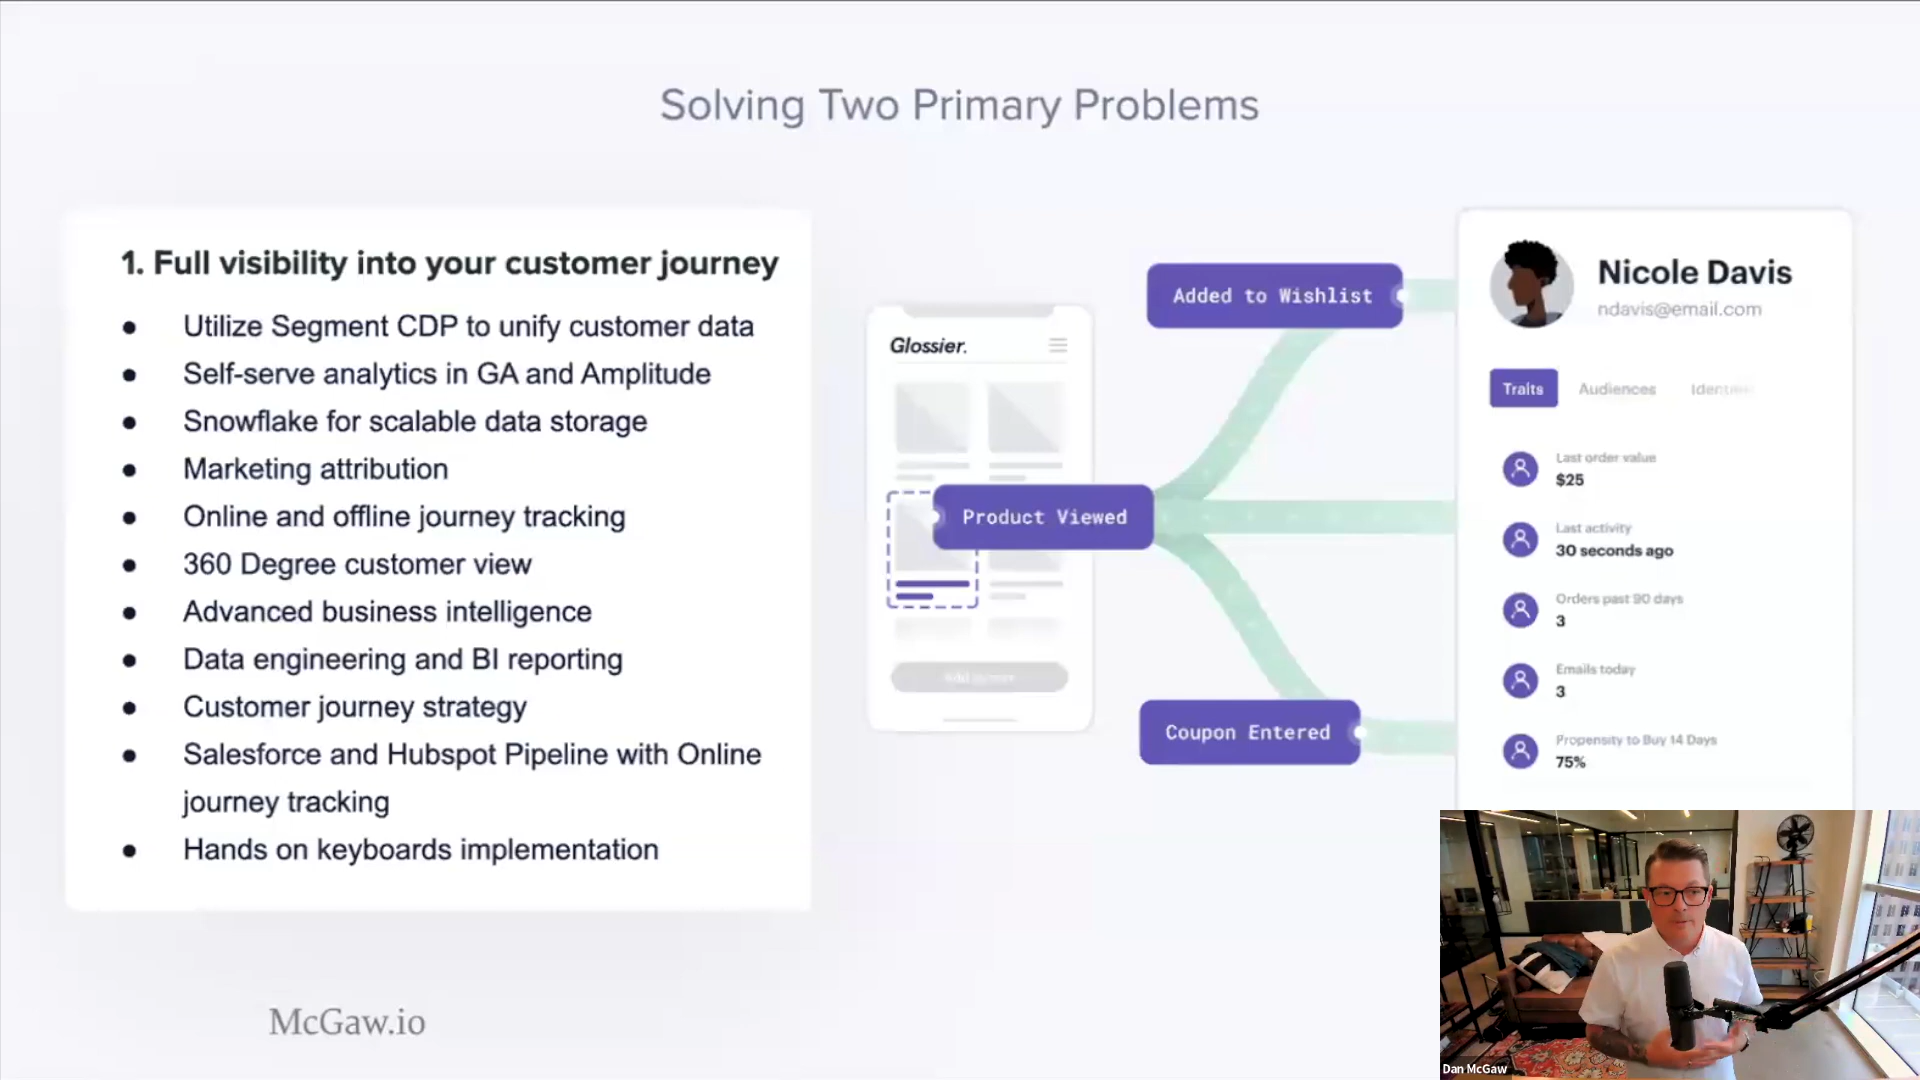 Solving Two Primary Problems
1. Full visibility into your customer journey
● Utilize Segment CDP to unify customer data
● Self-serve analytics in GA and Amplitude
● Snowflake for scalable data storage
● Marketing attribution
● Online and offline journey tracking
● 360 Degree customer view
● Advanced business intelligence
● Data engineering and BI reporting
● Customer journey strategy
● Salesforce and Hubspot Pipeline with Online
journey tracking
● Hands on keyboards implementation
McGaw.io
Glossier.
Product Viewed
Added to Wishlist
Coupon Entered
Nicole Davis
ndavis@email.com
Traits Audiences
Last order value
$25
Last activity
30 seconds ago
Orders past 90 days
3
Emails today
3
Propensity to Buy 14 Days
75%
Dan McGaw